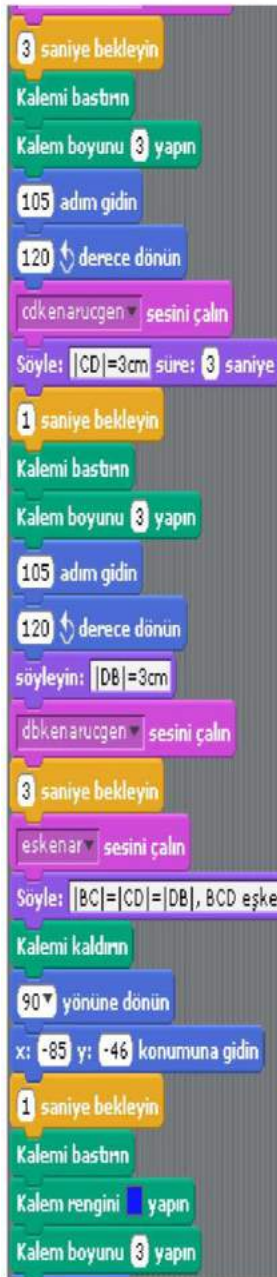 3 saniye bekleyin
Kalemi bastırın
Kalem boyunu 3 yapın
105 adım gidin
120 derece dönün
cdkenarucgen sesini çalın
Söyle: |CD|=3cm süre: 3 saniye
1 saniye bekleyin
Kalemi bastırın
Kalem boyunu 3 yapın
105 adım gidin
120 derece dönün
söyleyin: |DB|=3cm
dbkenarucgen sesini çalın
3 saniye bekleyin
eskenar sesini çalın
Söyle: |BC|=|CD|=|DB|, BCD eşke
Kalemi kaldırın
90 yönüne dönün
x: -85 y: -46 konumuna gidin
1 saniye bekleyin
Kalemi bastırın
Kalem rengini yapın
Kalem boyunu 3 yapın